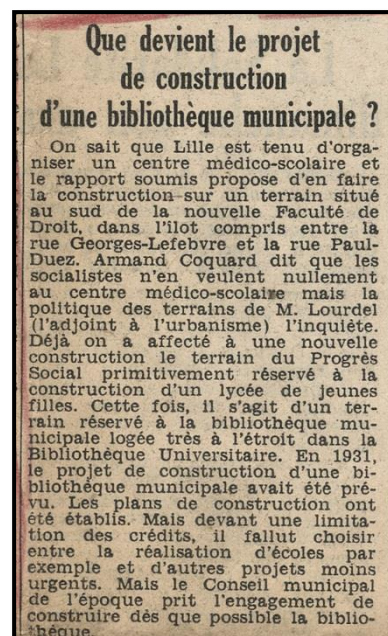 Que devient le projet
de construction
d'une bibliothèque municipale ?
On sait que Lille est tenu d'orga-
niser un centre médico-scolaire et
le rapport soumis propose d'en faire
la construction sur un terrain situé
au sud de la nouvelle Faculté de
Droit, dans l'ilot compris entre la
rue Georges-Lefebvre et la rue Paul-
Duez. Armand Coquard dit que les
socialistes n'en veulent nullement
au centre médico-scolaire mais la
politique des terrains de M. Lourdel
(l'adjoint à l'urbanisme) l'inquiète.
Déjà on a affecté à une nouvelle
construction le terrain du Progrès
Social primitivement réservé à la
construction d'un lycée de jeunes
filles. Cette fois, il s'agit d'un ter-
rain réservé à la bibliothèque mu-
nicipale logée très à l'étroit dans la
Bibliothèque Universitaire. En 1931,
le projet de construction d'une bi-
bliothèque municipale avait été pré-
vu. Les plans de construction ont
été établis. Mais devant une limita-
tion des crédits, il fallut choisir
entre la réalisation d'écoles par
exemple et d'autres projets moins
urgents. Mais le Conseil municipal
de l'époque prit l'engagement de
construire dès que possible la biblio-
thèque.